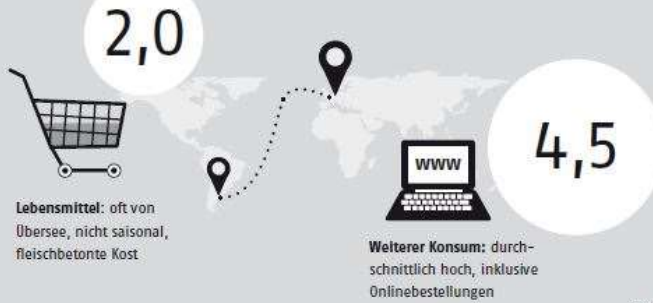 2,0
4,5
www
Lebensmittel: oft von
Übersee, nicht saisonal,
fleischbetonte Kost
Weiterer Konsum: durch-
schnittlich hoch, inklusive
Onlinebestellungen